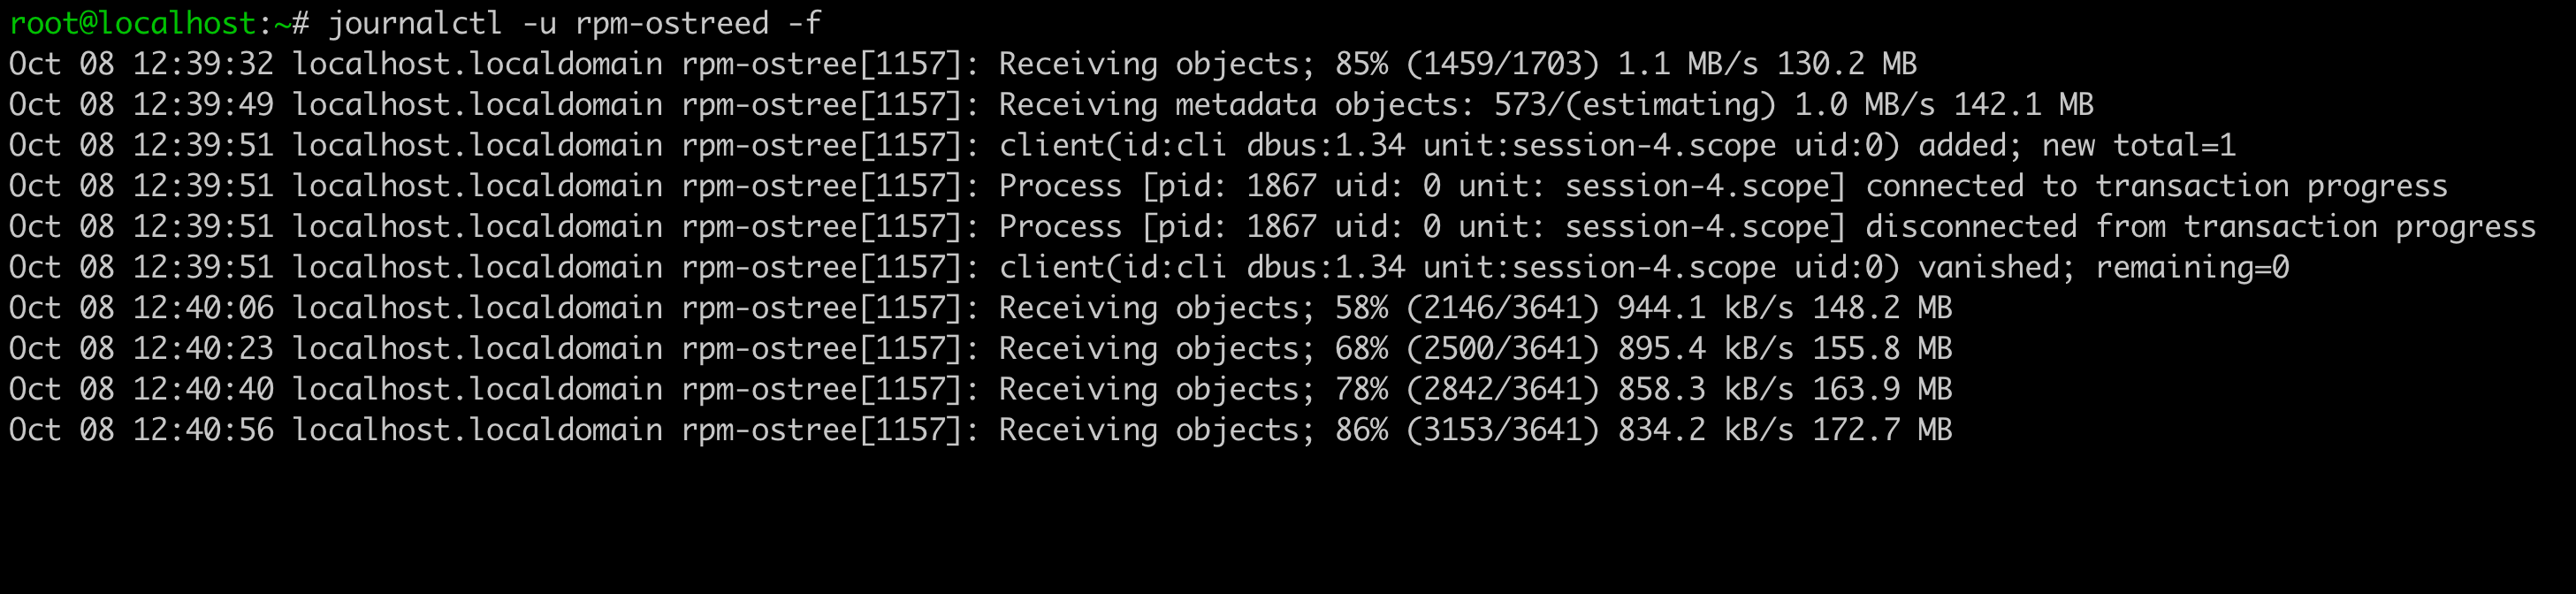 root@localhost:~# journalctl -u rpm-ostreed -f
Oct 08 12:39:32 localhost.localdomain rpm-ostree[1157]: Receiving objects; 85% (1459/1703) 1.1 MB/s 130.2 MB
Oct 08 12:39:49 localhost.localdomain rpm-ostree[1157]: Receiving metadata objects: 573/(estimating) 1.0 MB/s 142.1 MB
Oct 08 12:39:51 localhost.localdomain rpm-ostree[1157]: client(id:cli dbus:1.34 unit:session-4.scope uid:0) added; new total=1
Oct 08 12:39:51 localhost.localdomain rpm-ostree[1157]: Process [pid: 1867 uid: 0 unit: session-4.scope] connected to transaction progress
Oct 08 12:39:51 localhost.localdomain rpm-ostree[1157]: Process [pid: 1867 uid: 0 unit: session-4.scope] disconnected from transaction progress
Oct 08 12:39:51 localhost.localdomain rpm-ostree[1157]: client(id:cli dbus:1.34 unit:session-4.scope uid:0) vanished; remaining=0
Oct 08 12:40:06 localhost.localdomain rpm-ostree[1157]: Receiving objects; 58% (2146/3641) 944.1 kB/s 148.2 MB
Oct 08 12:40:23 localhost.localdomain rpm-ostree[1157]: Receiving objects; 68% (2500/3641) 895.4 kB/s 155.8 MB
Oct 08 12:40:40 localhost.localdomain rpm-ostree[1157]: Receiving objects; 78% (2842/3641) 858.3 kB/s 163.9 MB
Oct 08 12:40:56 localhost.localdomain rpm-ostree[1157]: Receiving objects; 86% (3153/3641) 834.2 kB/s 172.7 MB